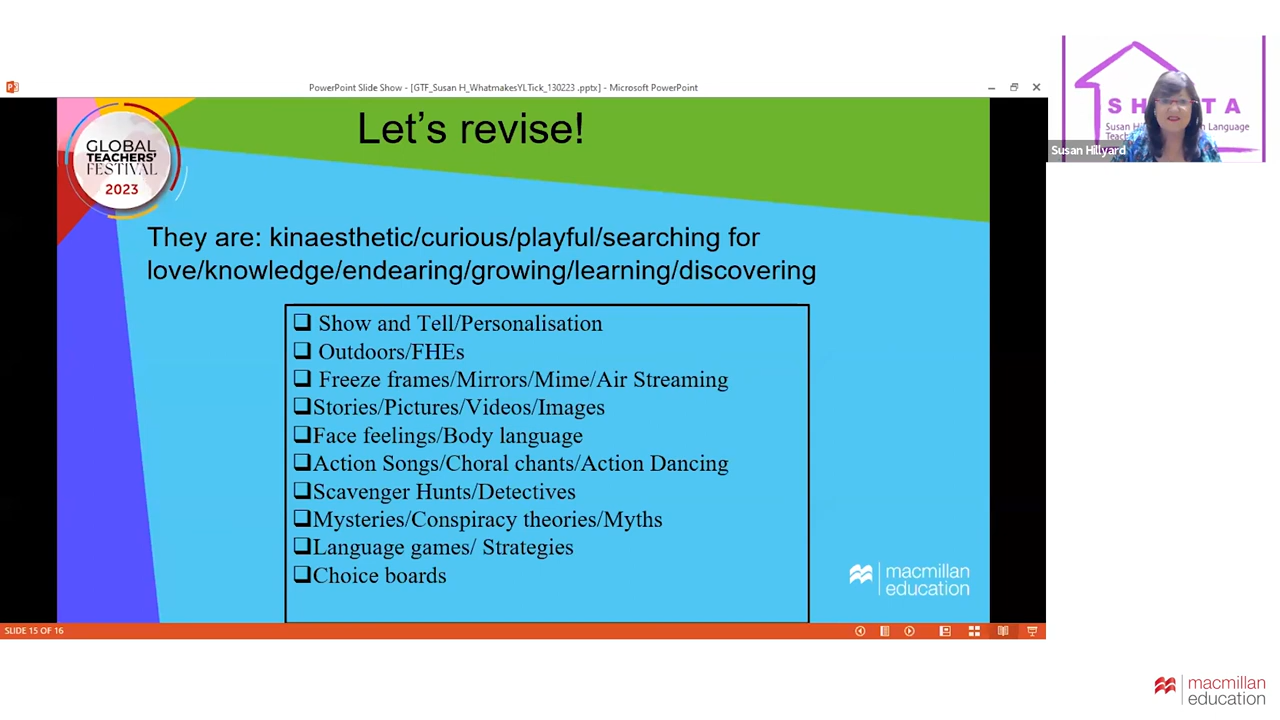 PowerPoint Slide Show - [GTF_Susan H_WhatmakesYLTick_130223 .pptx] - Microsoft PowerPoint
Let's revise!
GLOBAL
TEACHERS'
FESTIVAL
2023
They are: kinaesthetic/curious/playful/searching for
love/knowledge/endearing/growing/learning/discovering
Show and Tell/Personalisation
Outdoors/FHEs
Freeze frames/Mirrors/Mime/Air Streaming
Stories/Pictures/Videos/Images
Face feelings/Body language
Action Songs/Choral chants/Action Dancing
Scavenger Hunts/Detectives
Mysteries/Conspiracy theories/Myths
Language games/ Strategies
Choice boards
macmillan
education
SLIDE 15 OF 16
S H T A
Susan Language
Susan Hillyard
macmillan
education